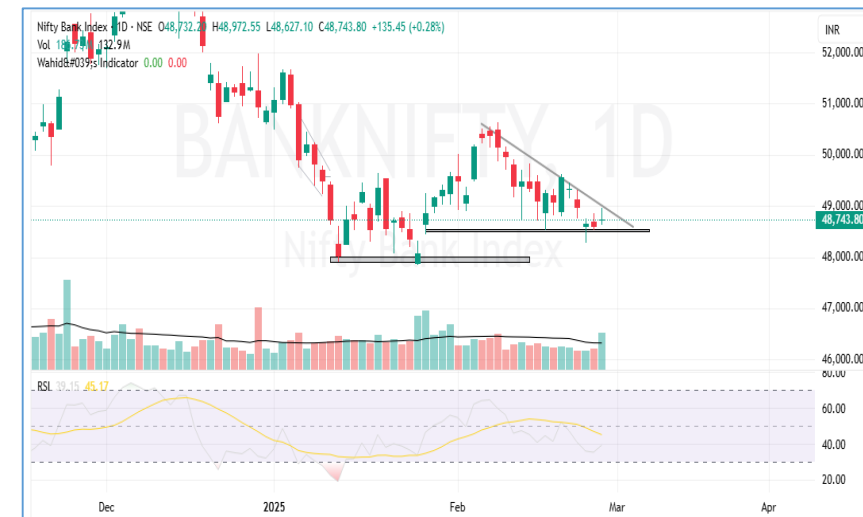 Nifty Bank Index · 1D · NSE O48,732.20 H48,972.55 L48,627.10 C48,743.80 +135.45 (+0.28%)
INR
Vol 132.9 M
Wahid&#039;s Indicator 0.00 0.00
52,000.00
51,000.00
50,000.00
49,000.00
48,743.80
48,000.00
47,000.00
46,000.00
BANKNIFTY, 1D
Nifty Bank Index
RSI 39.15 45.17
80.00
60.00
40.00
20.00
Dec 2025 Feb Mar Apr